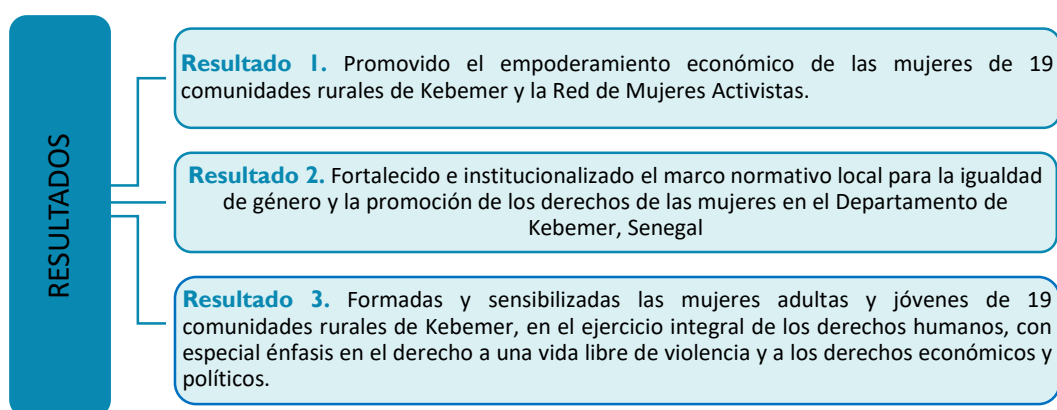 RESULTADOS
Resultado 1. Promovido el empoderamiento económico de las mujeres de 19
comunidades rurales de Kebemer y la Red de Mujeres Activistas.
Resultado 2. Fortalecido e institucionalizado el marco normativo local para la igualdad
de género y la promoción de los derechos de las mujeres en el Departamento de
Kebemer, Senegal
Resultado 3. Formadas y sensibilizadas las mujeres adultas y jóvenes de 19
comunidades rurales de Kebemer, en el ejercicio integral de los derechos humanos, con
especial énfasis en el derecho a una vida libre de violencia y a los derechos económicos y
políticos.